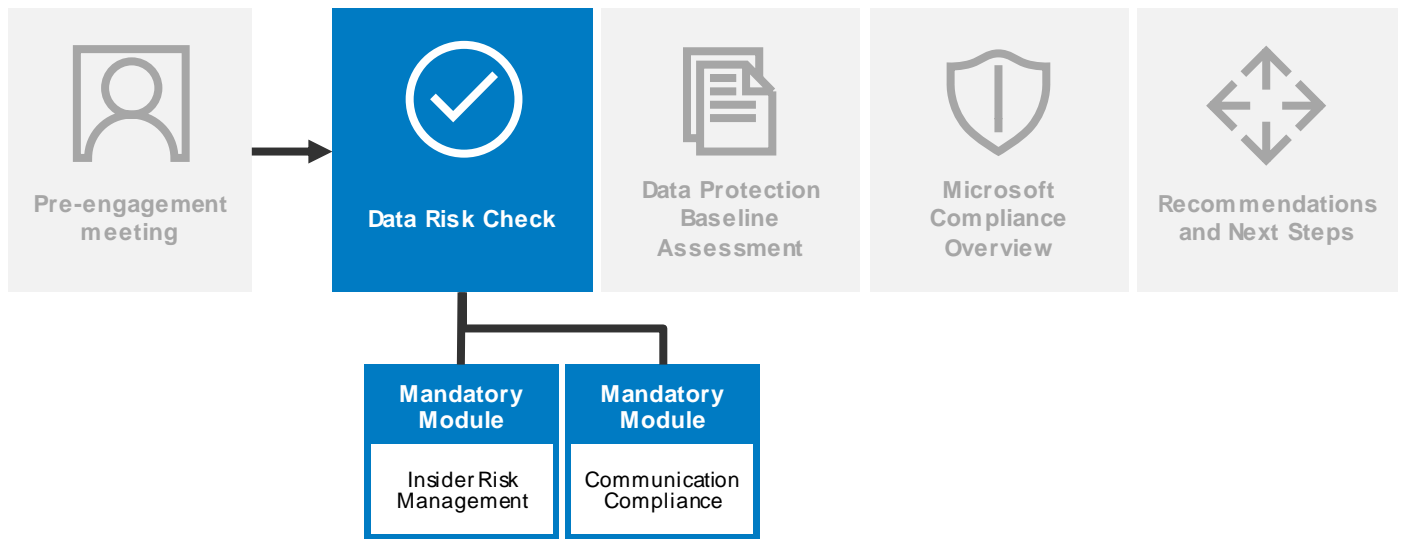 Pre-engagement
meeting
Data Risk Check
Data Protection
Baseline
Assessment
Microsoft
Compliance
Overview
Recommendations
and Next Steps
Mandatory
Module
Insider Risk
Management
Mandatory
Module
Communication
Compliance